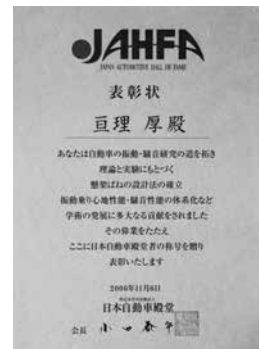 JAHFA
JAPAN AUTOMOTIVE HALL OF FAME
表彰状
亘理 厚殿
あなたは自動車の振動・騒音研究の道を拓き
理論と実験にもとづく
懸架ばねの設計法の確立
振動乗り心地性能・騒音性能の体系化など
学術の発展に多大なる貢献をされました
その偉業をたたえ
ここに日本自動車殿堂者の称号を贈り
表彰いたします
2006年11月8日
日本自動車殿堂
会長 小口泰平